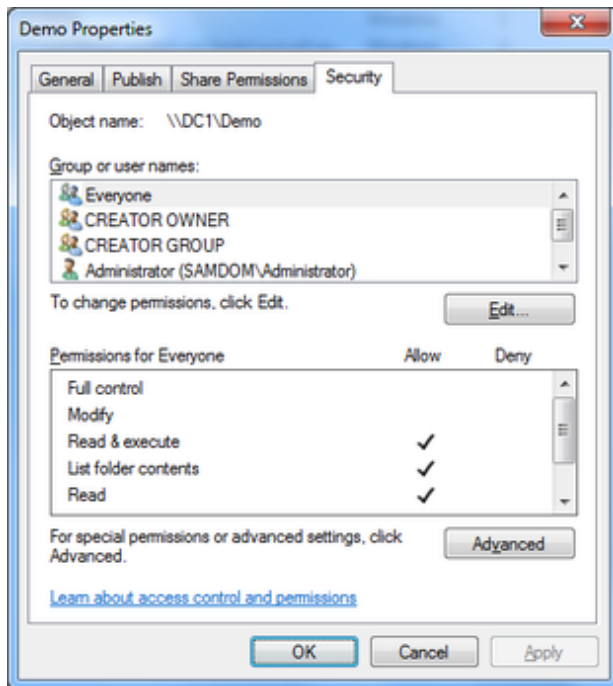 Demo Properties
General Publish Share Permissions Security
Object name: \\DC1\Demo
Group or user names:
Everyone
CREATOR OWNER
CREATOR GROUP
Administrator (SAMDOM\Administrator)
To change permissions, click Edit.
Edit...
Permissions for Everyone Allow Deny
Full control
Modify
Read & execute
List folder contents
Read
For special permissions or advanced settings, click
Advanced.
Advanced
Learn about access control and permissions
OK Cancel Apply